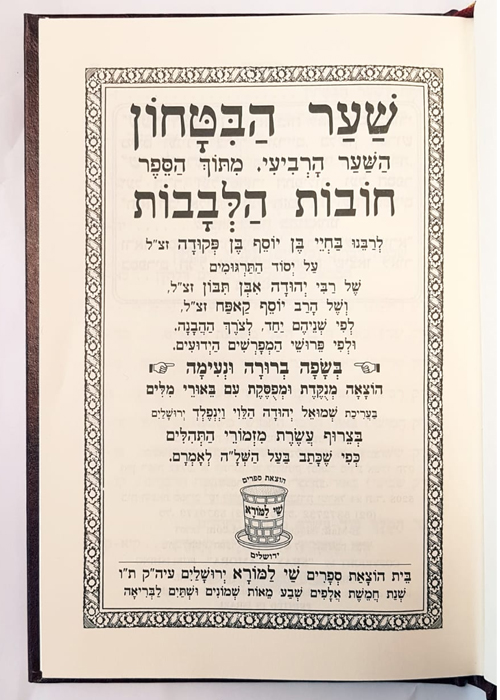 שַׁעַר הַבִּטָּחוֹן
הַשַּׁעַר הָרְבִיעִי, מִתּוֹךְ הַסֵּפֶר
חוֹבוֹת הַלְּבָבוֹת
לְרַבֵּנוּ בַּחְיֵי בֶּן יוֹסֵף בֶּן פְּקוּדָה זצ"ל
עַל יְסוֹד הַתַּרְגּוּמִים
שֶׁל רַבִּי יְהוּדָה אִבְּן תִּבּוֹן זצ"ל,
וְשֶׁל הָרַב יוֹסֵף קַאפַּח זצ"ל,
לְפִי שְׁנֵיהֶם יַחַד, לְצֹרֶךְ הַהֲבָנָה,
וּלְפִי פֵּרוּשֵׁי הַמְפָרְשִׁים הַיְדוּעִים,
בְּשָׂפָה בְּרוּרָה וּנְעִימָה
הוֹצָאָה מְנֻקֶּדֶת וּמְפֻסֶּקֶת עִם בֵּאוּרֵי מִלִּים
בַּעֲרִיכַת שְׁמוּאֵל יְהוּדָה הַלֵּוִי וַיְנְפֶלְד יְרוּשָׁלַיִם
בְּצֵרוּף עֲשֶׂרֶת מִזְמוֹרֵי הַתְּהִלִּים
כְּפִי שֶׁכָּתַב בַּעַל הַשְּׁלָ"ה לְאָמְרָם,
הוצאת ספרים
שי למורא
ירושלים
בֵּית הוֹצָאַת סְפָרִים שַׁי לַמּוֹרָא יְרוּשָׁלַיִם עיה"ק ת"ו
שְׁנַת חֲמֵשֶׁת אֲלָפִים שְׁבַע מֵאוֹת שְׁמוֹנִים וּשְׁתַּיִם לַבְּרִיאָה